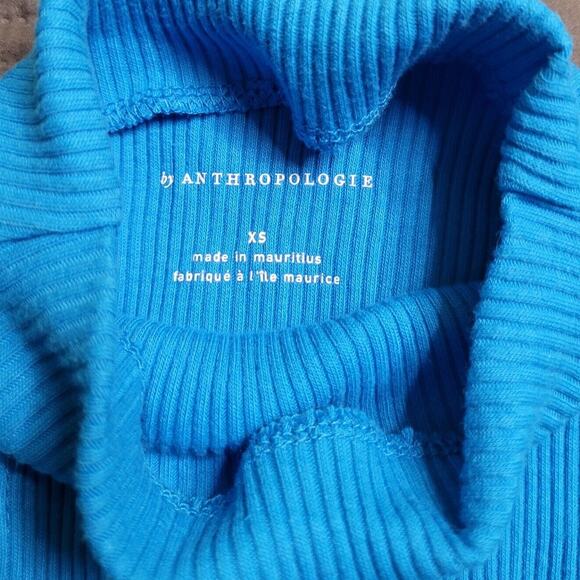 by ANTHROPOLOGIE
XS
made in mauritius
fabriqué à l'île maurice